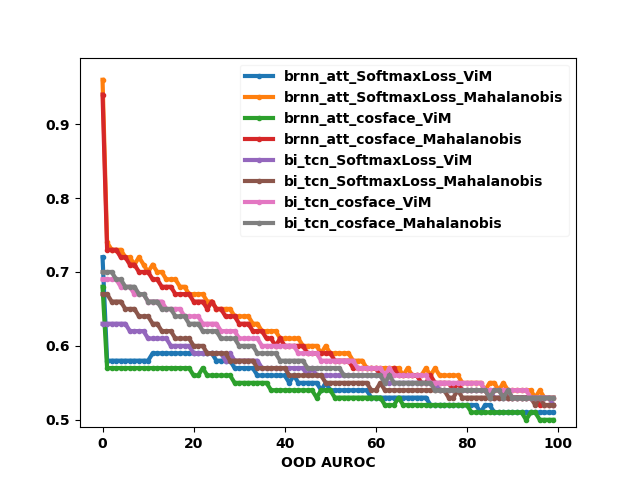 brnn_att_SoftmaxLoss_ViM
brnn_att_SoftmaxLoss_Mahalanobis
brnn_att_cosface_ViM
brnn_att_cosface_Mahalanobis
bi_tcn_SoftmaxLoss_ViM
bi_tcn_SoftmaxLoss_Mahalanobis
bi_tcn_cosface_ViM
bi_tcn_cosface_Mahalanobis
0.9
0.8
0.7
0.6
0.5
0 20 40 60 80 100
OOD AUROC